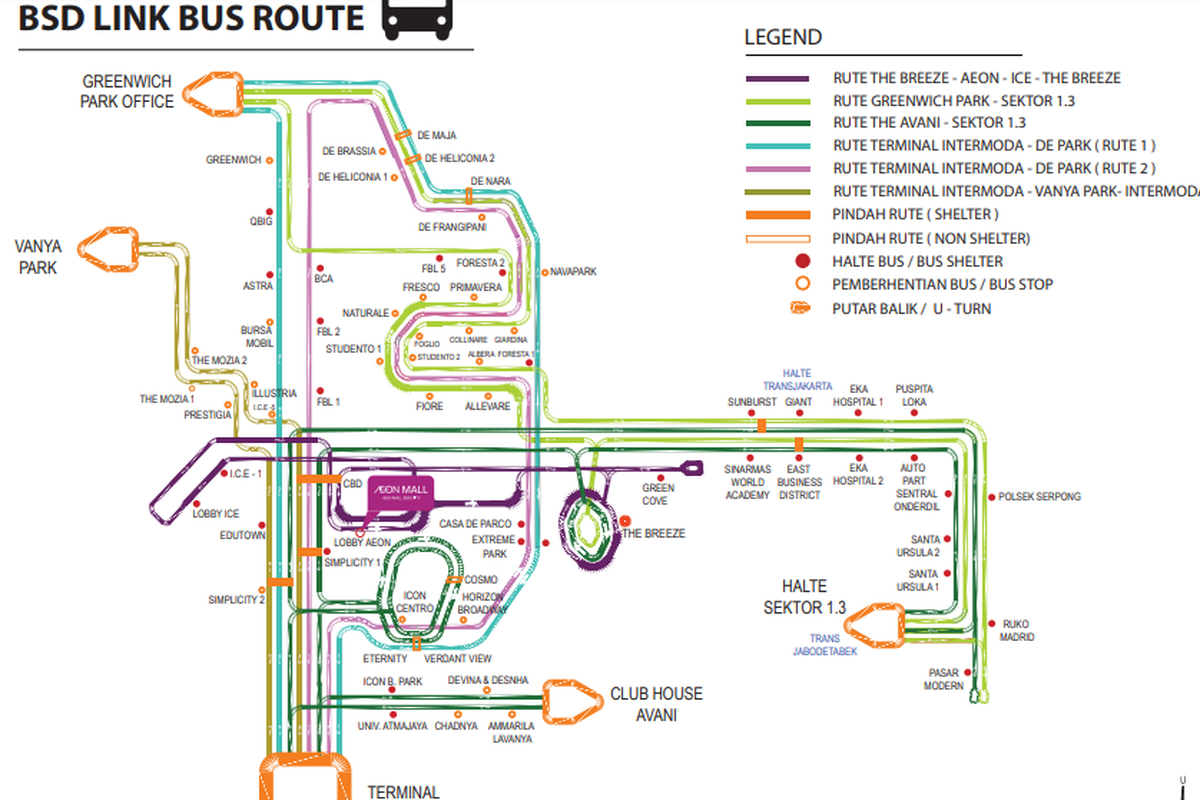 BSD LINK BUS ROUTE
LEGEND
RUTE THE BREEZE - AEON - ICE - THE BREEZE
RUTE GREENWICH PARK - SEKTOR 1.3
RUTE THE AVANI - SEKTOR 1.3
RUTE TERMINAL INTERMODA - DE PARK ( RUTE 1 )
RUTE TERMINAL INTERMODA - DE PARK ( RUTE 2 )
RUTE TERMINAL INTERMODA - VANYA PARK- INTERMODA
PINDAH RUTE ( SHELTER )
PINDAH RUTE ( NON SHELTER)
HALTE BUS / BUS SHELTER
PEMBERHENTIAN BUS / BUS STOP
PUTAR BALIK / U - TURN
GREENWICH
PARK OFFICE
DE MAJA
DE BRASSIA
DE HELICONIA 2
GREENWICH
DE HELICONIA 1
DE NARA
QBIG
DE FRANGIPANI
VANYA
PARK
FBL 5
FORESTA 2
NAVAPARK
ASTRA
BCA
FRESCO
PRIMAVERA
NATURALE
BURSA
MOBIL
FBL 2
FOGLIO
COLLINARE
GIARDINA
STUDENTO 1
STUDENTO 2
ALBERA
FORESTA 1
THE MOZIA 2
THE MOZIA 1
ILLUSTRIA
I.C.E -2
PRESTIGIA
FBL 1
FIORE
ALLEVARE
HALTE
TRANSJAKARTA
SUNBURST
GIANT
EKA
HOSPITAL 1
PUSPITA
LOKA
I.C.E - 1
CBD
ÆON MALL
LOBBY ICE
GREEN
COVE
SINARMAS
WORLD
ACADEMY
EAST
BUSINESS
DISTRICT
EKA
HOSPITAL 2
AUTO
PART
SENTRAL
ONDERDIL
POLSEK SERPONG
EDUTOWN
LOBBY AEON
CASA DE PARCO
EXTREME
PARK
THE BREEZE
SANTA
URSULA 2
SANTA
URSULA 1
SIMPLICITY 1
SIMPLICITY 2
COSMO
ICON
CENTRO
HORIZON
BROADWAY
HALTE
SEKTOR 1.3
TRANS
JABODETABEK
RUKO
MADRID
ETERNITY
VERDANT VIEW
PASAR
MODERN
ICON B. PARK
DEVINA & DESNHA
CLUB HOUSE
AVANI
UNIV. ATMAJAYA
CHADNYA
AMMARILA
LAVANYA
TERMINAL
U